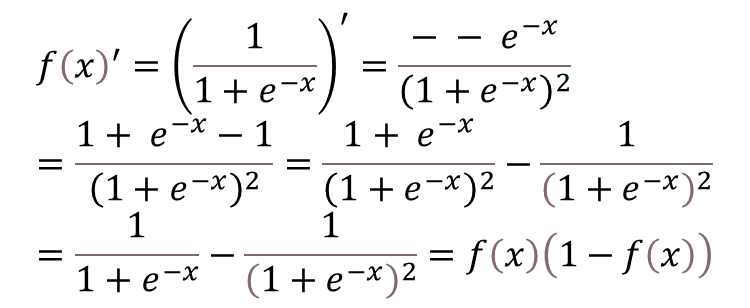 f(x)' = (1/(1 + e^{-x}))' = (- - e^{-x})/((1 + e^{-x})^2)
= (1 + e^{-x} - 1)/((1 + e^{-x})^2) = (1 + e^{-x})/((1 + e^{-x})^2) - 1/((1 + e^{-x})^2)
= 1/(1 + e^{-x}) - 1/((1 + e^{-x})^2) = f(x)(1 - f(x))